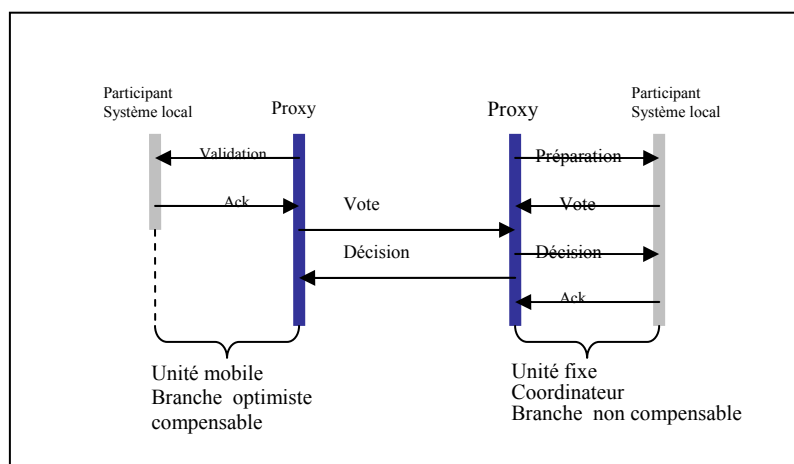 Participant
Système local
Proxy
Proxy
Participant
Système local
Validation
Préparation
Ack
Vote
Vote
Décision
Décision
Ack
Unité mobile
Branche optimiste
compensable
Unité fixe
Coordinateur
Branche non compensable